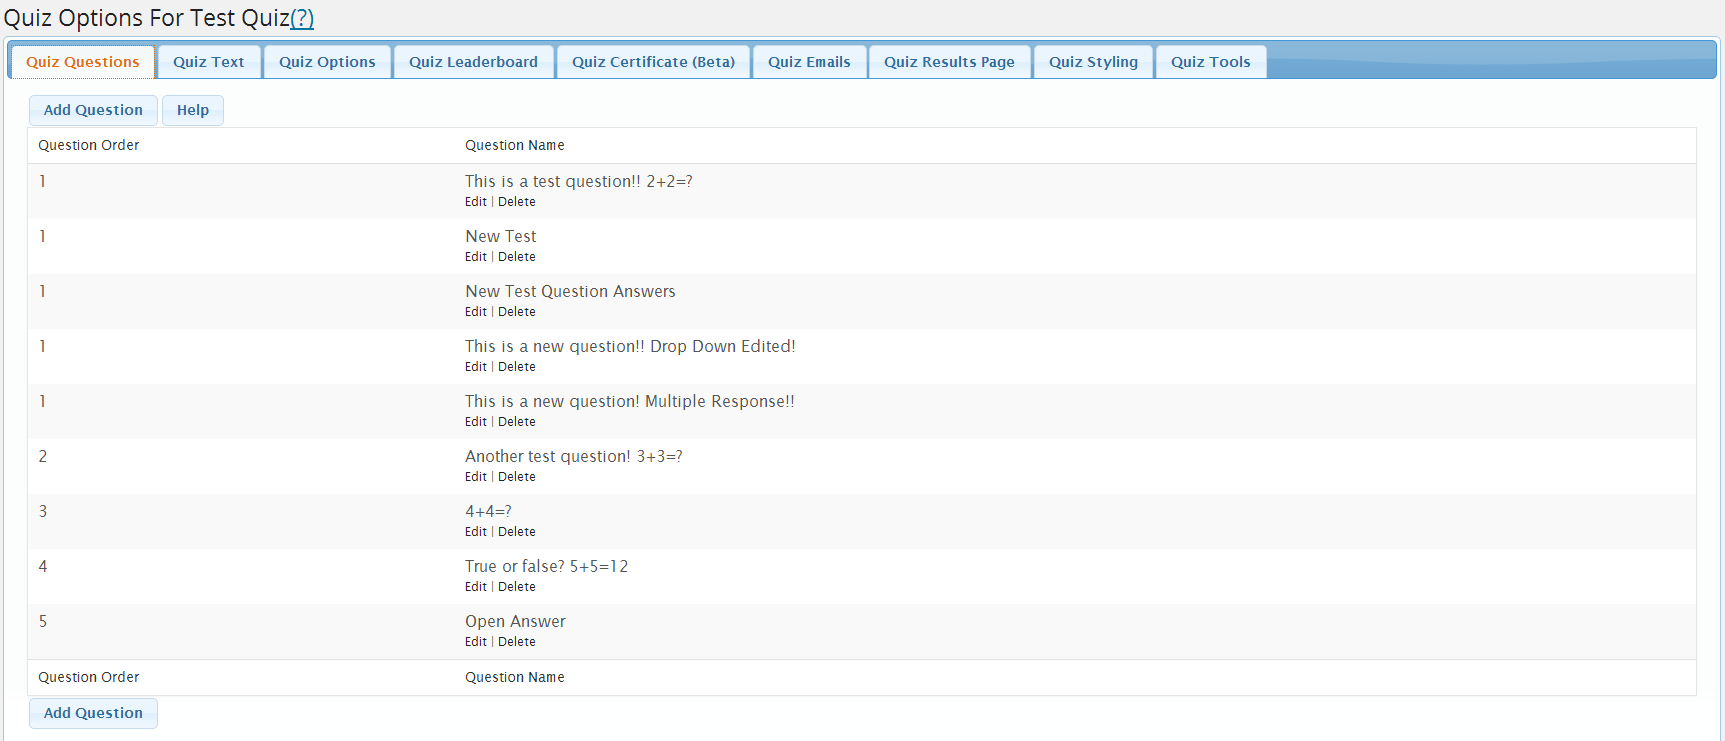 Quiz Options For Test Quiz(?)
Quiz Questions Quiz Text Quiz Options Quiz Leaderboard Quiz Certificate (Beta) Quiz Emails Quiz Results Page Quiz Styling Quiz Tools
Add Question Help
Question Order Question Name
1 This is a test question!! 2+2=?
Edit | Delete
1 New Test
Edit | Delete
1 New Test Question Answers
Edit | Delete
1 This is a new question!! Drop Down Edited!
Edit | Delete
1 This is a new question! Multiple Response!!
Edit | Delete
2 Another test question! 3+3=?
Edit | Delete
3 4+4=?
Edit | Delete
4 True or false? 5+5=12
Edit | Delete
5 Open Answer
Edit | Delete
Question Order Question Name
Add Question